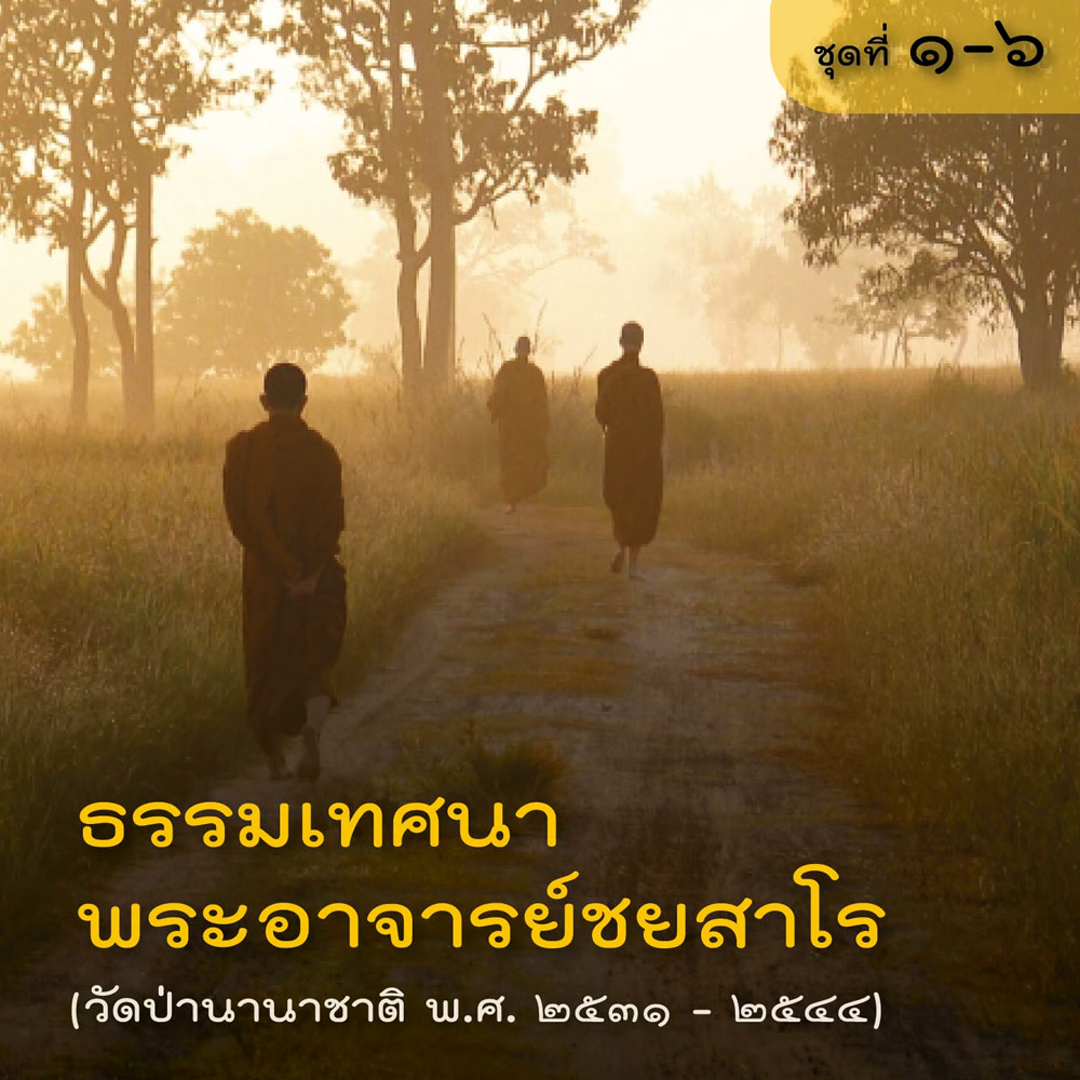 ชุดที่ ๑-๖
ธรรมเทศนา
พระอาจารย์ชยสาโร
(วัดป่านานาชาติ พ.ศ. ๒๕๓๑ - ๒๕๔๔)